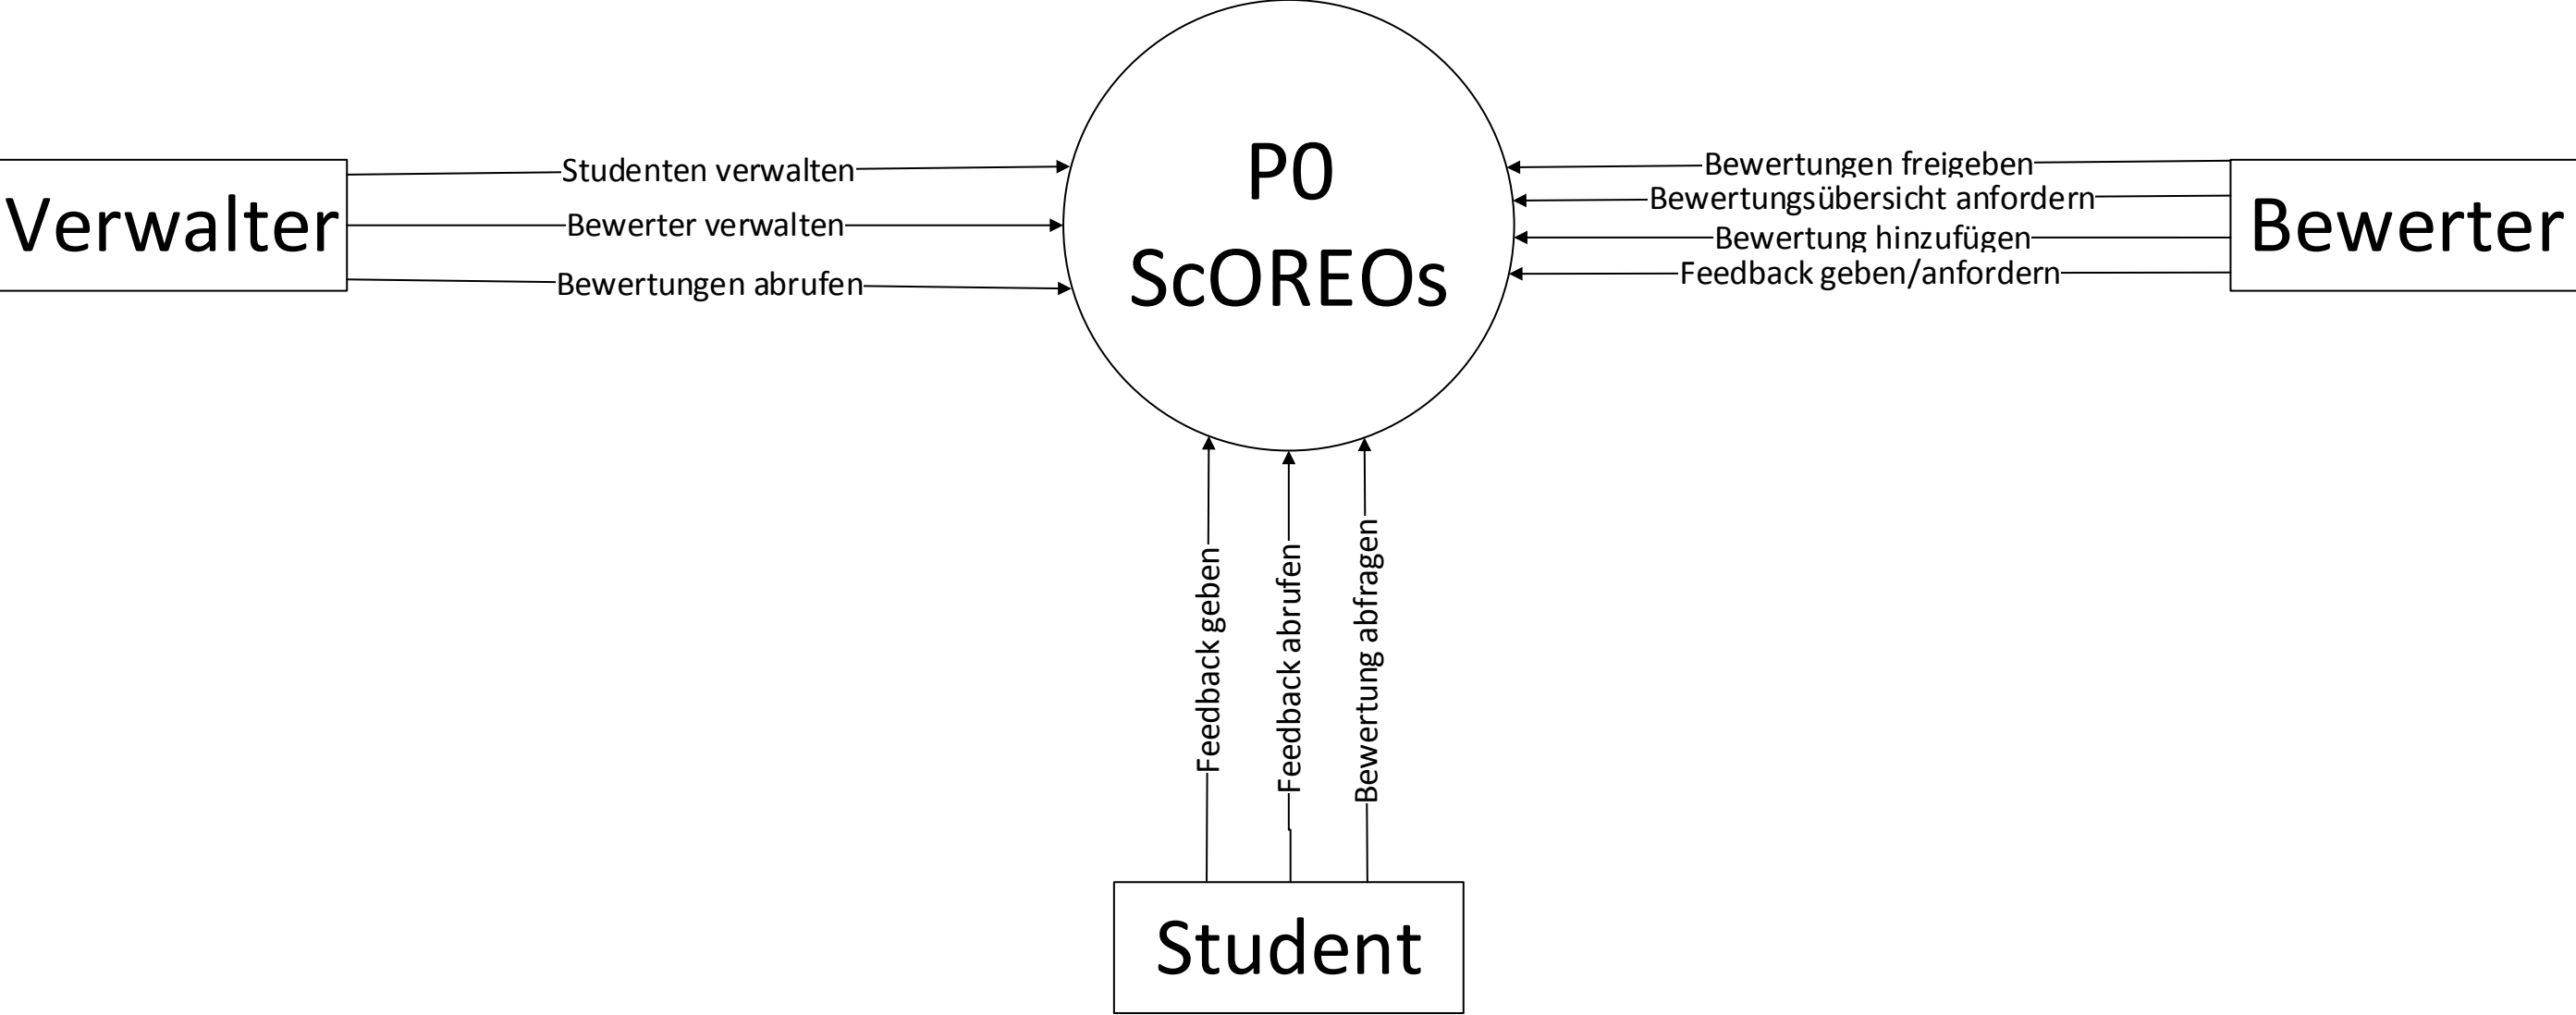 Verwalter
Studenten verwalten
Bewerter verwalten
Bewertungen abrufen
P0
ScOREOs
Bewertungen freigeben
Bewertungsübersicht anfordern
Bewertung hinzufügen
Feedback geben/anfordern
Bewerter
Feedback geben
Feedback abrufen
Bewertung abfragen
Student